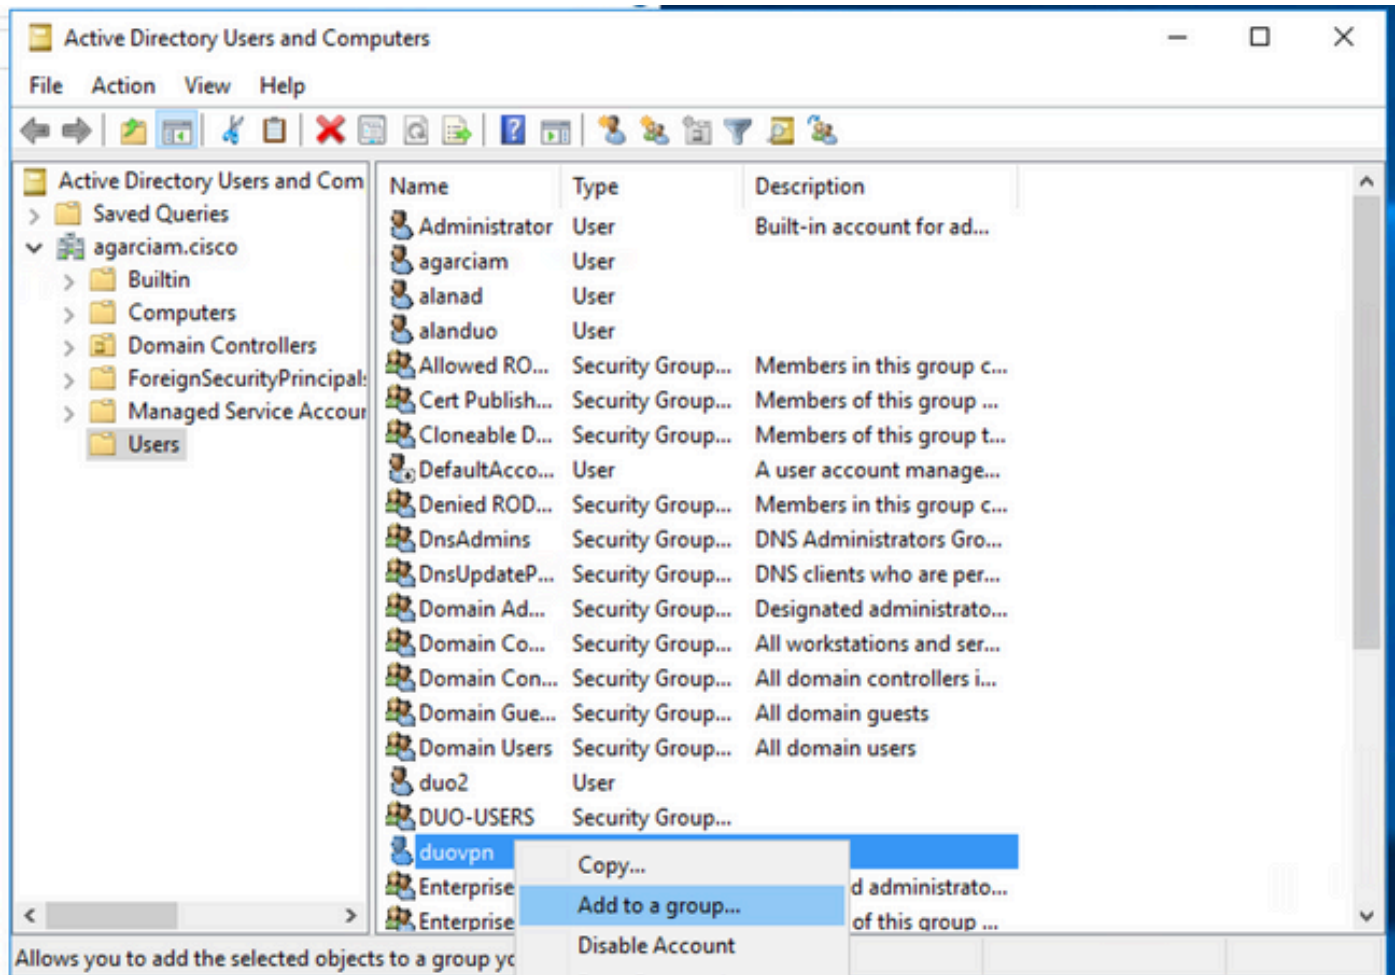 Active Directory Users and Computers
File Action View Help
Active Directory Users and Com
Saved Queries
agarciam.cisco
Builtin
Computers
Domain Controllers
ForeignSecurityPrincipals
Managed Service Accour
Users
Name Type Description
Administrator User Built-in account for ad...
agarciam User
alanad User
alanduo User
Allowed RO... Security Group... Members in this group c...
Cert Publish... Security Group... Members of this group ...
Cloneable D... Security Group... Members of this group t...
DefaultAcco... User A user account manage...
Denied ROD... Security Group... Members in this group c...
DnsAdmins Security Group... DNS Administrators Gro...
DnsUpdateP... Security Group... DNS clients who are per...
Domain Ad... Security Group... Designated administrato...
Domain Co... Security Group... All workstations and ser...
Domain Con... Security Group... All domain controllers i...
Domain Gue... Security Group... All domain guests
Domain Users Security Group... All domain users
duo2 User
DUO-USERS Security Group...
duovpn
Enterprise d administrato...
Enterprise of this group ...
Copy...
Add to a group...
Disable Account
Allows you to add the selected objects to a group yo